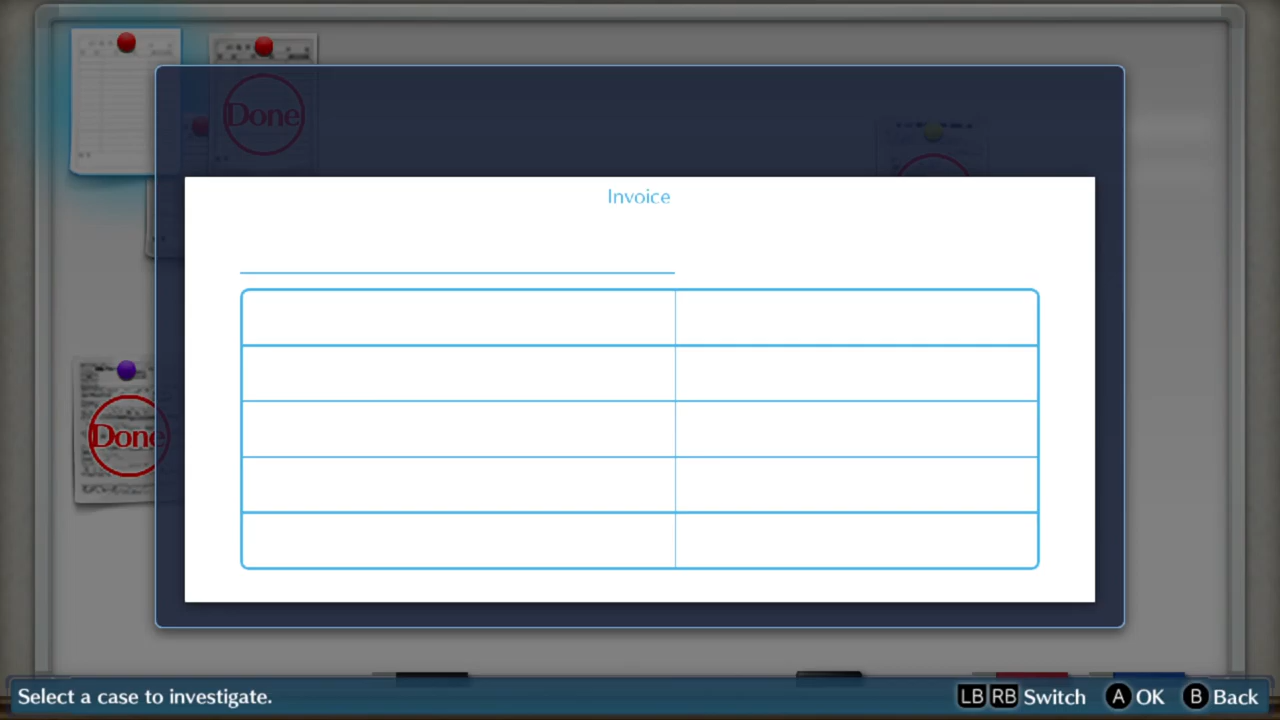 Done
Invoice
Done
Select a case to investigate.
LB RB Switch A OK B Back